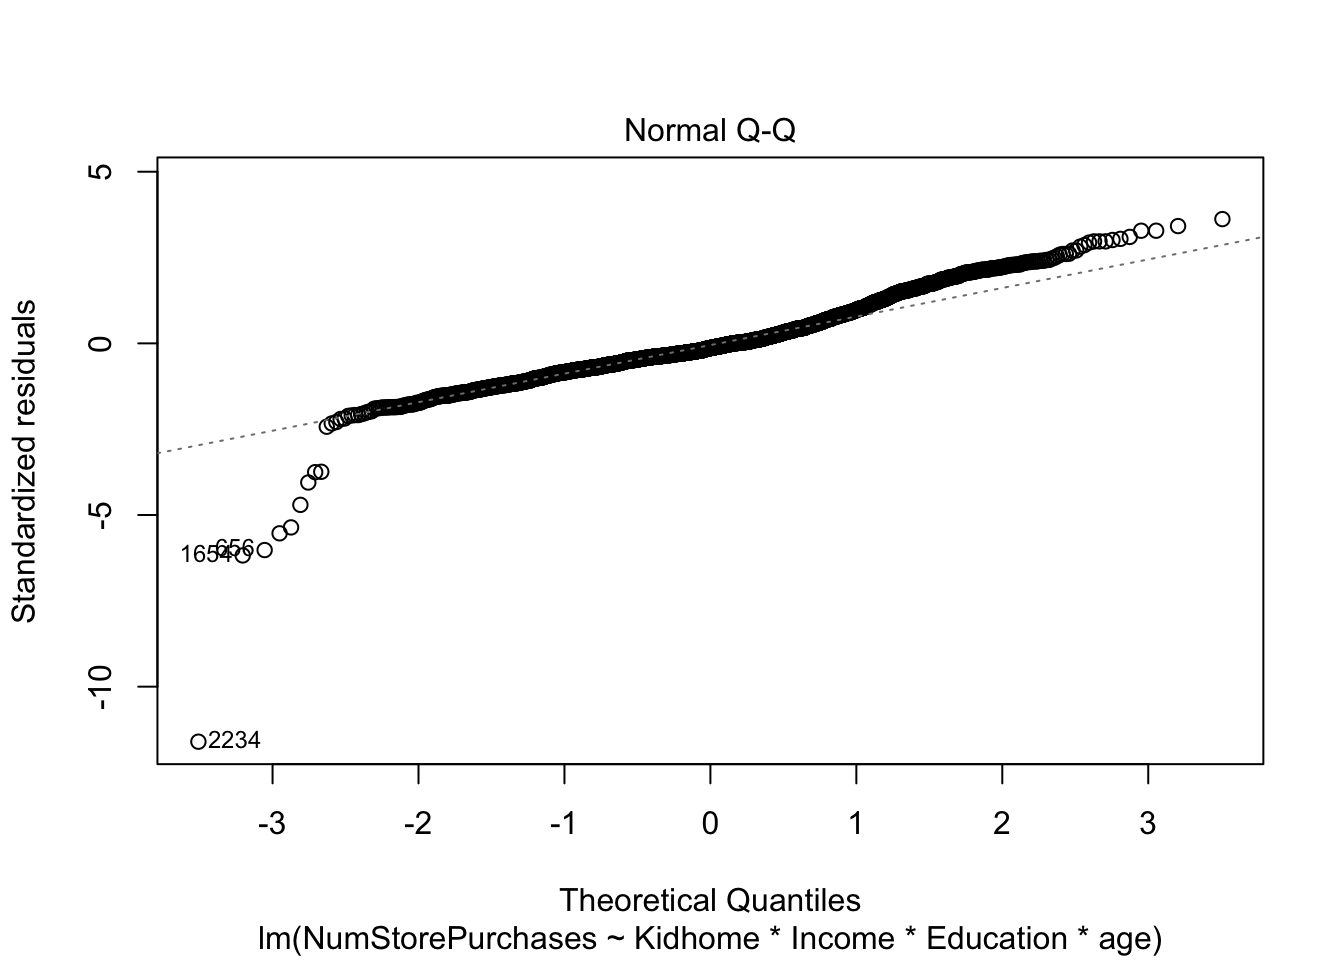 Normal Q-Q
5
0
-5
-10
Standardized residuals
656
1654
2234
-3 -2 -1 0 1 2 3
Theoretical Quantiles
lm(NumStorePurchases ~ Kidhome * Income * Education * age)